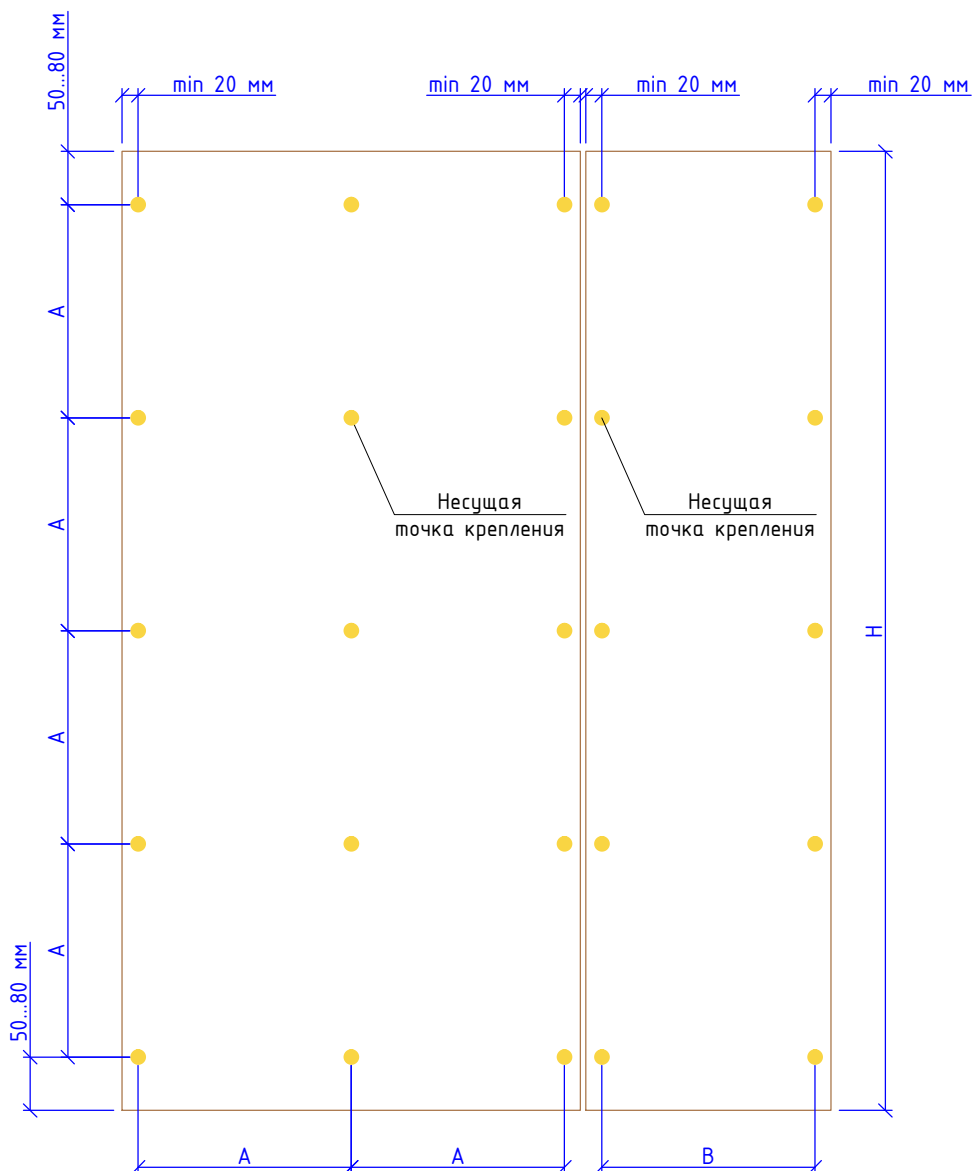 50...80 мм
min 20 мм
min 20 мм
min 20 мм
min 20 мм
A
A
A
A
Несущая
точка крепления
Несущая
точка крепления
H
50...80 мм
A
A
B